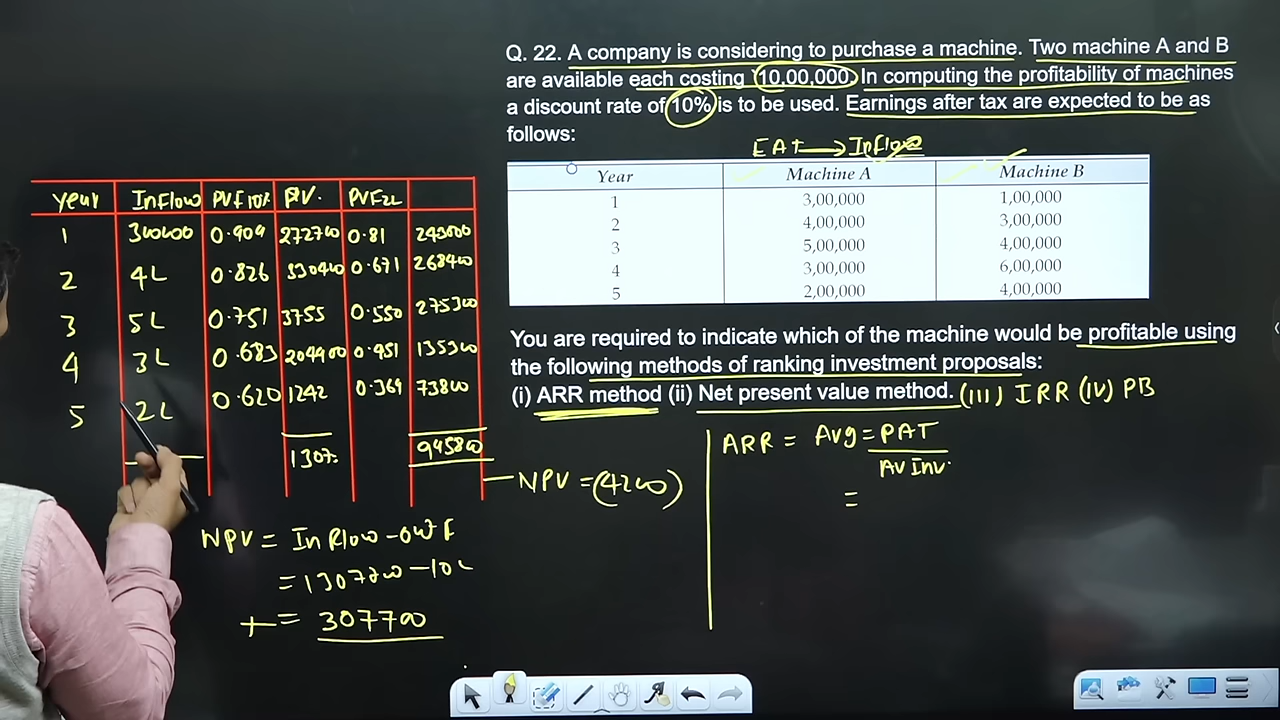 Q. 22. A company is considering to purchase a machine. Two machine A and B
are available each costing `10,00,000. In computing the profitability of machines
a discount rate of 10% is to be used. Earnings after tax are expected to be as
follows:
EAT → Inflow
Year Machine A Machine B
1 3,00,000 1,00,000
2 4,00,000 3,00,000
3 5,00,000 4,00,000
4 3,00,000 6,00,000
5 2,00,000 4,00,000
You are required to indicate which of the machine would be profitable using
the following methods of ranking investment proposals:
(i) ARR method (ii) Net present value method. (III) IRR (IV) PB
Year Inflow PVF10% PV. PVF22
1 300000 0.909 272700 0.81 243000
2 4L 0.826 330400 0.671 268400
3 5L 0.751 3755 0.550 275300
4 3L 0.683 204900 0.451 135300
5 2L 0.620 1242 0.369 73800
1307 945800
NPV = (4200)
NPV = Inflow - outf
= 1307700 - 10L
+ = 307700
ARR = Avg = PAT
AV INV.
=